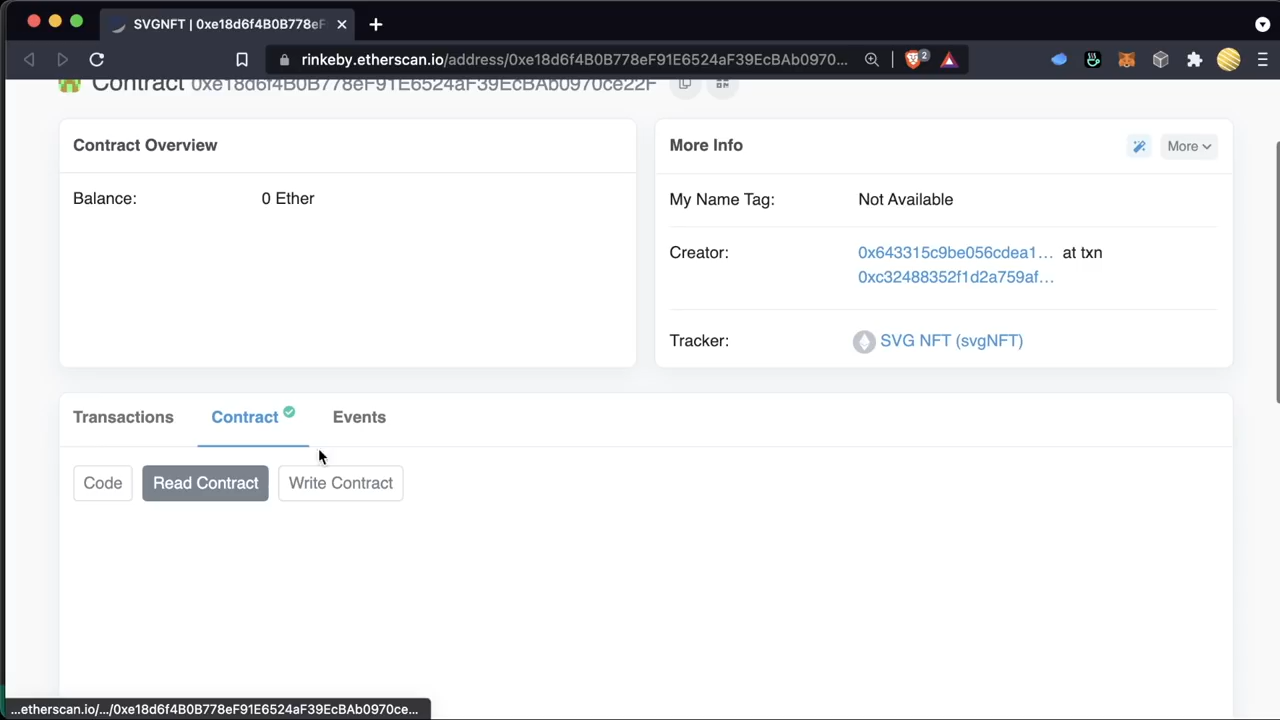 SVGNFT | 0xe18d6f4B0B778eF
rinkeby.etherscan.io/address/0xe18d6f4B0B778eF91E6524aF39EcBAb0970...
2
Contract 0xe18d6f4B0B778eF91E6524aF39EcBAb0970ce22F
Contract Overview
Balance: 0 Ether
More Info
More
My Name Tag: Not Available
Creator: 0x643315c9be056cdea1... at txn
0xc32488352f1d2a759af...
Tracker: SVG NFT (svgNFT)
Transactions Contract Events
Code Read Contract Write Contract
...etherscan.io/.../0xe18d6f4B0B778eF91E6524aF39EcBAb0970ce...